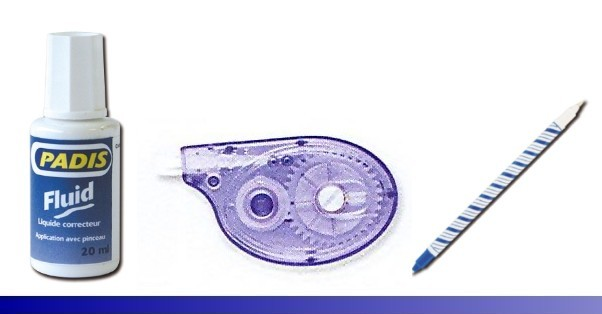 PADIS
Fluid
Liquide correcteur
Application avec pinceau
20 ml